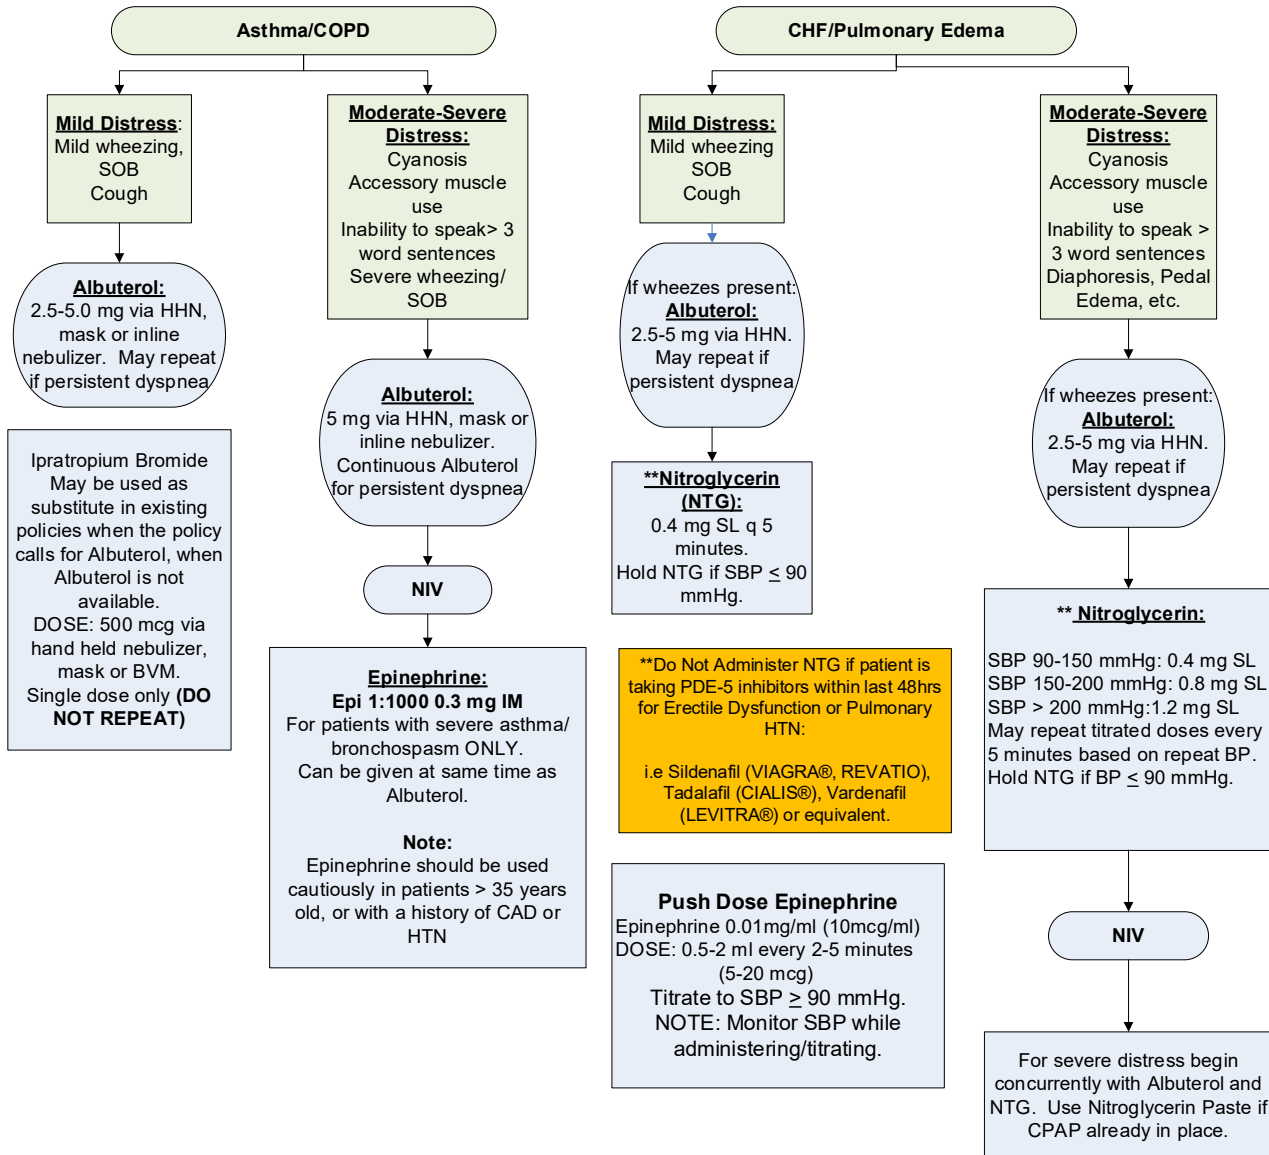 Asthma/COPD
Mild Distress:
Mild wheezing,
SOB
Cough
Albuterol:
2.5-5.0 mg via HHN,
mask or inline
nebulizer. May repeat
if persistent dyspnea
Ipratropium Bromide
May be used as
substitute in existing
policies when the policy
calls for Albuterol, when
Albuterol is not
available.
DOSE: 500 mcg via
hand held nebulizer,
mask or BVM.
Single dose only (DO
NOT REPEAT)
Moderate-Severe
Distress:
Cyanosis
Accessory muscle
use
Inability to speak> 3
word sentences
Severe wheezing/
SOB
Albuterol:
5 mg via HHN, mask or
inline nebulizer.
Continuous Albuterol
for persistent dyspnea
NIV
Epinephrine:
Epi 1:1000 0.3 mg IM
For patients with severe asthma/
bronchospasm ONLY.
Can be given at same time as
Albuterol.
Note:
Epinephrine should be used
cautiously in patients > 35 years
old, or with a history of CAD or
HTN
CHF/Pulmonary Edema
Mild Distress:
Mild wheezing
SOB
Cough
If wheezes present:
Albuterol:
2.5-5 mg via HHN.
May repeat if
persistent dyspnea
**Nitroglycerin
(NTG):
0.4 mg SL q 5
minutes.
Hold NTG if SBP ≤ 90
mmHg.
**Do Not Administer NTG if patient is
taking PDE-5 inhibitors within last 48hrs
for Erectile Dysfunction or Pulmonary
HTN:
i.e Sildenafil (VIAGRA®, REVATIO),
Tadalafil (CIALIS®), Vardenafil
(LEVITRA®) or equivalent.
Push Dose Epinephrine
Epinephrine 0.01mg/ml (10mcg/ml)
DOSE: 0.5-2 ml every 2-5 minutes
(5-20 mcg)
Titrate to SBP ≥ 90 mmHg.
NOTE: Monitor SBP while
administering/titrating.
Moderate-Severe
Distress:
Cyanosis
Accessory muscle
use
Inability to speak >
3 word sentences
Diaphoresis, Pedal
Edema, etc.
If wheezes present:
Albuterol:
2.5-5 mg via HHN.
May repeat if
persistent dyspnea
** Nitroglycerin:
SBP 90-150 mmHg: 0.4 mg SL
SBP 150-200 mmHg: 0.8 mg SL
SBP > 200 mmHg:1.2 mg SL
May repeat titrated doses every
5 minutes based on repeat BP.
Hold NTG if BP ≤ 90 mmHg.
NIV
For severe distress begin
concurrently with Albuterol and
NTG. Use Nitroglycerin Paste if
CPAP already in place.